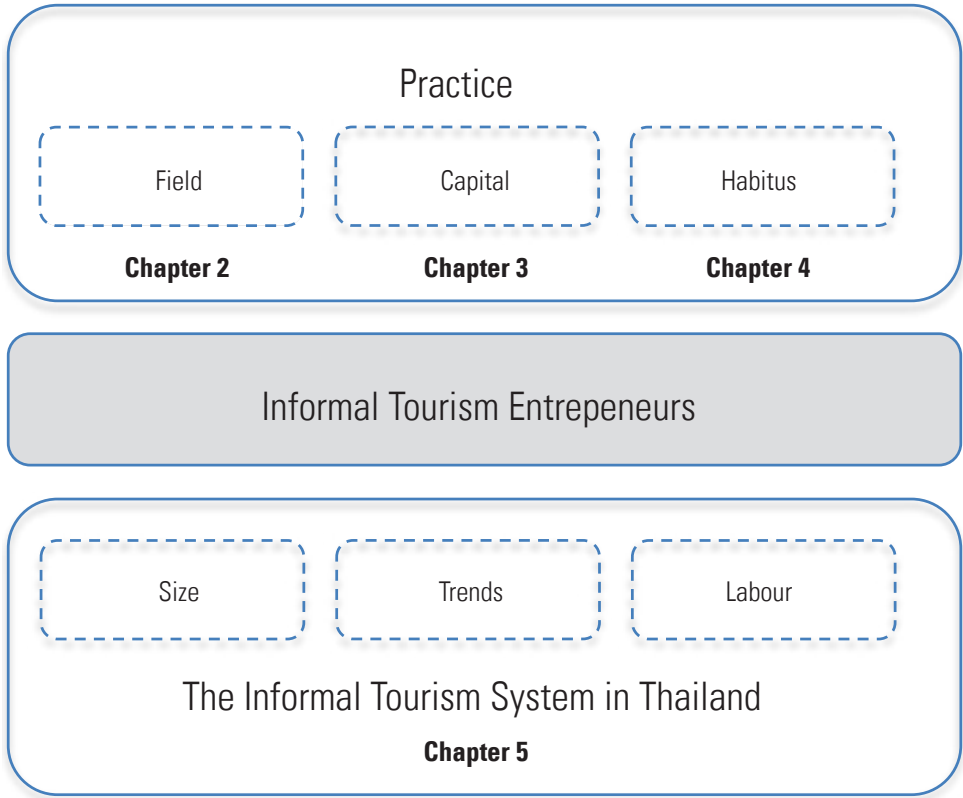 Practice
Field Capital Habitus
Chapter 2 Chapter 3 Chapter 4
Informal Tourism Entrepeneurs
Size Trends Labour
The Informal Tourism System in Thailand
Chapter 5